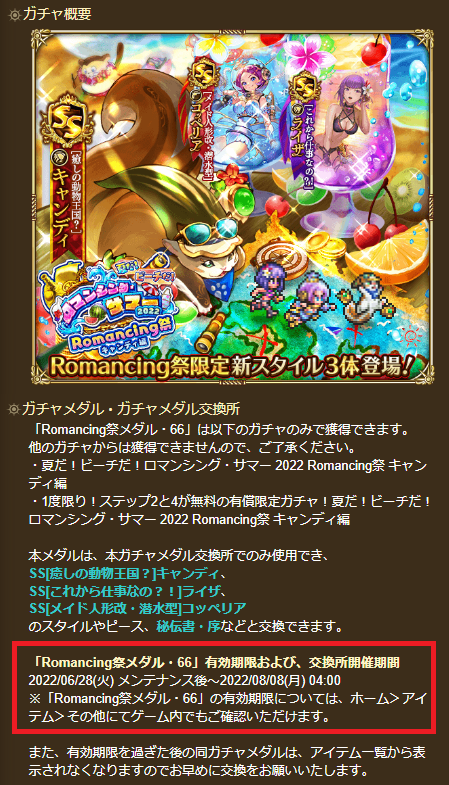 ガチャ概要
SS
[癒しの動物王国?]
キャンディ
SS
[メイド人形改・潜水型]
コッペリア
SS
[これから仕事なの?!]
ライザ
夏だ!ビーチだ!
ロマンシング
サマー
2022
Romancing祭
キャンディ編
Romancing祭限定 新スタイル3体登場!
ガチャメダル・ガチャメダル交換所
「Romancing祭メダル・66」は以下のガチャのみで獲得できます。
他のガチャからは獲得できませんので、ご了承ください。
・夏だ!ビーチだ!ロマンシング・サマー 2022 Romancing祭 キャン
ディ編
・1度限り!ステップ2と4が無料の有償限定ガチャ!夏だ!ビーチだ!
ロマンシング・サマー 2022 Romancing祭 キャンディ編
本メダルは、本ガチャメダル交換所でのみ使用でき、
SS[癒しの動物王国?]キャンディ、
SS[これから仕事なの?!]ライザ、
SS[メイド人形改・潜水型]コッペリア
のスタイルやピース、秘伝書・序などと交換できます。
「Romancing祭メダル・66」有効期限および、交換所開催期間
2022/06/28(火) メンテナンス後～2022/08/08(月) 04:00
※「Romancing祭メダル・66」の有効期限については、ホーム＞アイ
テム＞その他にてゲーム内でもご確認いただけます。
また、有効期限を過ぎた後の同ガチャメダルは、アイテム一覧から表
示されなくなりますのでお早めに交換をお願いいたします。